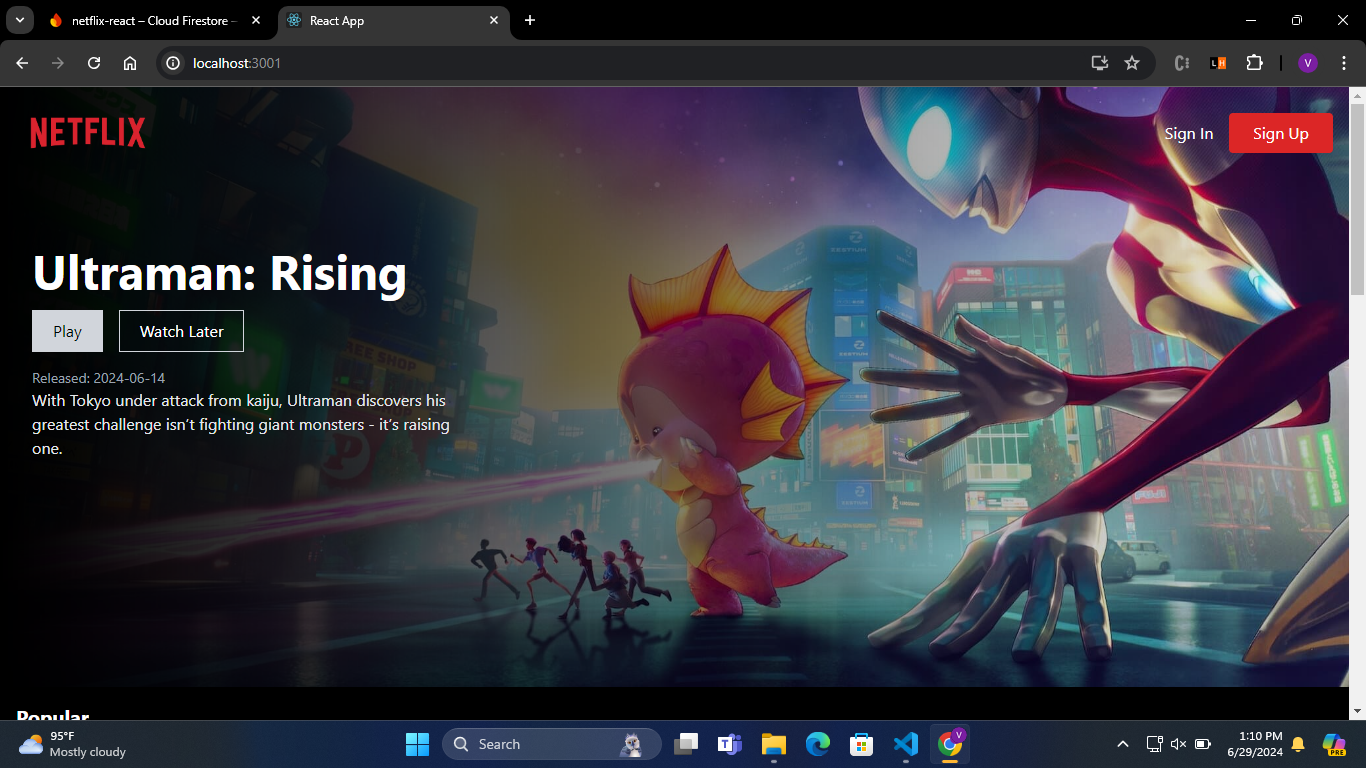 netflix-react – Cloud Firestore –
React App
localhost:3001
V
NETFLIX
Sign In
Sign Up
Ultraman: Rising
Play
Watch Later
Released: 2024-06-14
With Tokyo under attack from kaiju, Ultraman discovers his
greatest challenge isn’t fighting giant monsters - it’s raising
one.
Popular
95°F
Mostly cloudy
Search
V
1:10 PM
6/29/2024
PRE